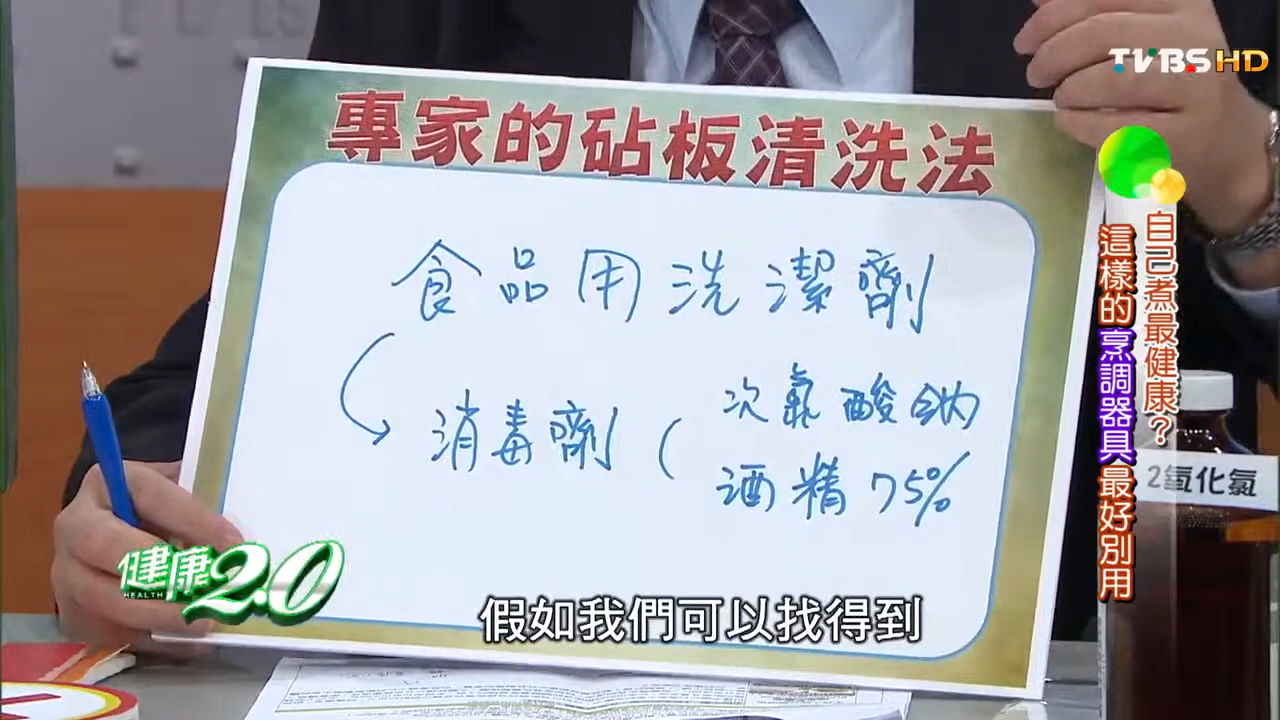 TVBS HD
專家的砧板清洗法
食品用洗潔劑
消毒劑(
次氯酸鈉
酒精75%
自己煮最健康？
這樣的烹調器具最好別用
2氧化氯
健康2.0
HEALTH
假如我們可以找得到